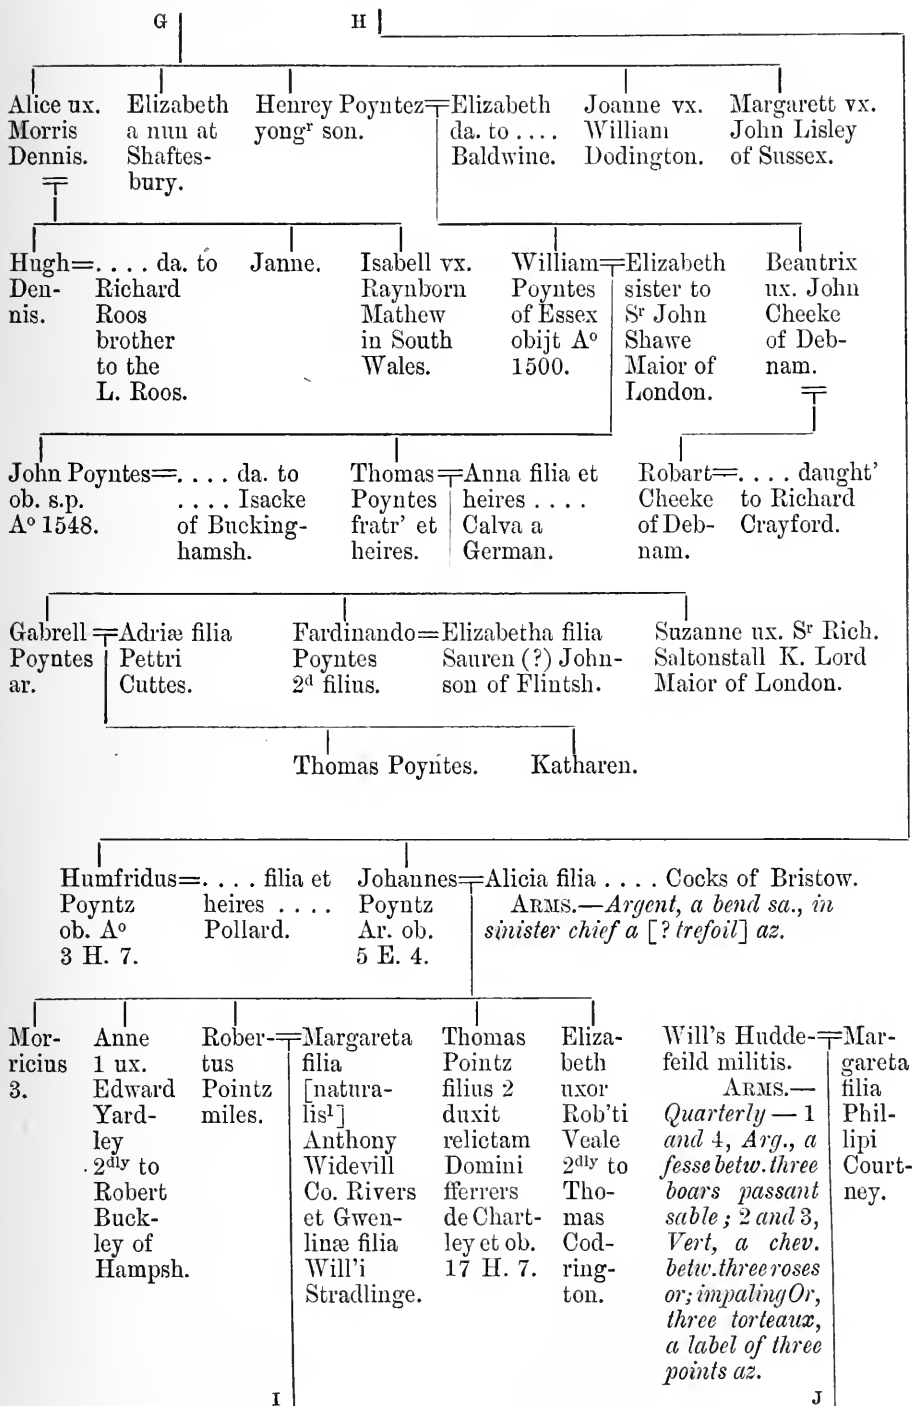 G H
Alice ux.
Morris
Dennis.
Elizabeth
a nun at
Shaftes-
bury.
Henrey Poyntez
yongr son.
Elizabeth
da. to . . . .
Baldwine.
Joanne vx.
William
Dodington.
Margarett vx.
John Lisley
of Sussex.
Hugh=
Den-
nis.
. . . . da. to
Richard
Roos
brother
to the
L. Roos.
Janne.
Isabell vx.
Raynborn
Mathew
in South
Wales.
William
Poyntes
of Essex
obijt Ao
1500.
Elizabeth
sister to
Sr John
Shawe
Maior of
London.
Beautrix
ux. John
Cheeke
of Deb-
nam.
John Poyntes=
ob. s.p.
Ao 1548.
. . . . da. to
. . . . Isacke
of Bucking-
hamsh.
Thomas
Poyntes
fratr' et
heires.
Anna filia et
heires . . . .
Calva a
German.
Robart=
Cheeke
of Deb-
nam.
. . . . daught'
to Richard
Crayford.
Gabrell
Poyntes
ar.
Adriæ filia
Pettri
Cuttes.
Fardinando=
Poyntes
2d filius.
Elizabetha filia
Sauren (?) John-
son of Flintsh.
Suzanne ux. Sr Rich.
Saltonstall K. Lord
Maior of London.
Thomas Poyntes.
Katharen.
Humfridus=
Poyntz
ob. Ao
3 H. 7.
. . . . filia et
heires . . . .
Pollard.
Johannes
Poyntz
Ar. ob.
5 E. 4.
Alicia filia . . . . Cocks of Bristow.
ARMS.—Argent, a bend sa., in
sinister chief a [? trefoil] az.
Mor-
ricius
3.
Anne
1 ux.
Edward
Yard-
ley
2dly to
Robert
Buck-
ley of
Hampsh.
Rober-
tus
Pointz
miles.
Margareta
filia
[natura-
lis1]
Anthony
Widevill
Co. Rivers
et Gwen-
linæ filia
Will'i
Stradlinge.
Thomas
Pointz
filius 2
duxit
relictam
Domini
fferrers
de Chart-
ley et ob.
17 H. 7.
Eliza-
beth
uxor
Rob'ti
Veale
2dly to
Tho-
mas
Cod-
ring-
ton.
Will's Hudde-
feild militis.
ARMS.—
Quarterly — 1
and 4, Arg., a
fesse betw. three
boars passant
sable; 2 and 3,
Vert, a chev.
betw. three roses
or; impaling Or,
three torteaux,
a label of three
points az.
Mar-
gareta
filia
Phil-
lipi
Court-
ney.
I J